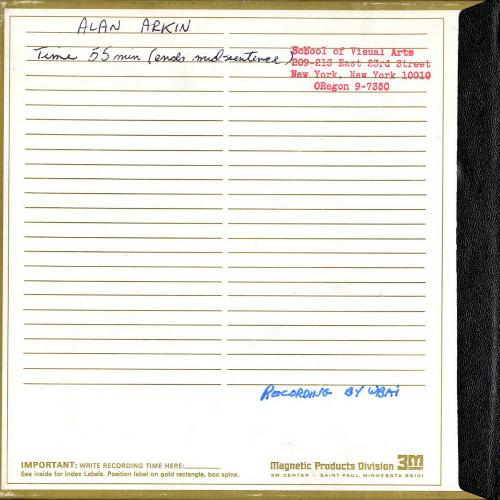 ALAN ARKIN
Time 55 min (ends mid-sentence)
School of Visual Arts
209-213 East 23rd Street
New York, New York 10010
ORegon 9-7350
RECORDING BY WBAI
IMPORTANT: WRITE RECORDING TIME HERE:
See inside for Index Labels. Position label on gold rectangle, box spine.
Magnetic Products Division 3M
3M CENTER · SAINT PAUL, MINNESOTA 55101